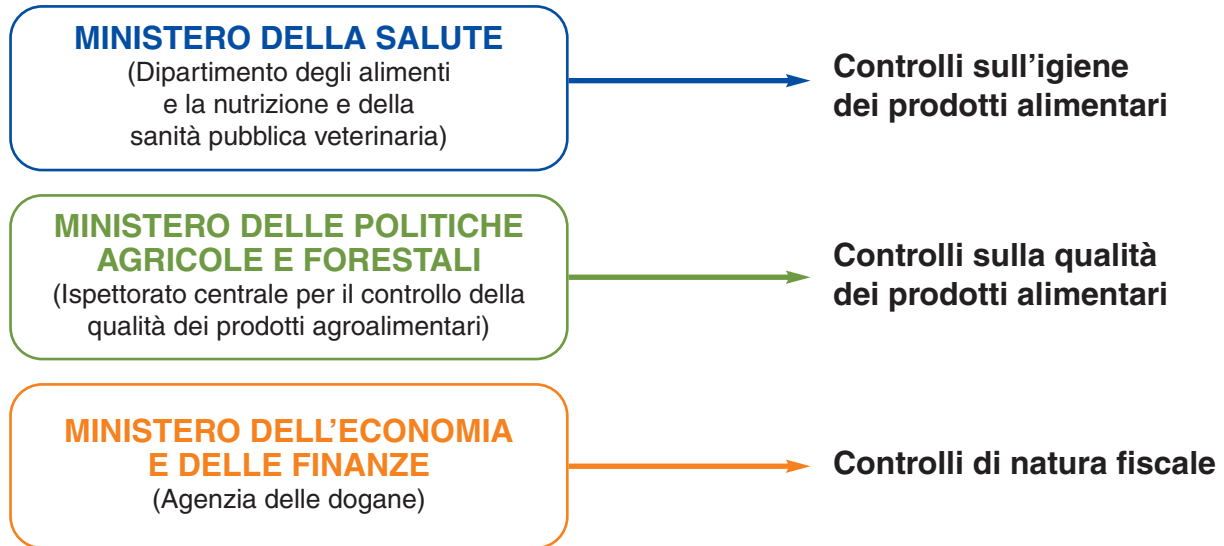 MINISTERO DELLA SALUTE
(Dipartimento degli alimenti
e la nutrizione e della
sanità pubblica veterinaria)
Controlli sull'igiene
dei prodotti alimentari
MINISTERO DELLE POLITICHE
AGRICOLE E FORESTALI
(Ispettorato centrale per il controllo della
qualità dei prodotti agroalimentari)
Controlli sulla qualità
dei prodotti alimentari
MINISTERO DELL'ECONOMIA
E DELLE FINANZE
(Agenzia delle dogane)
Controlli di natura fiscale